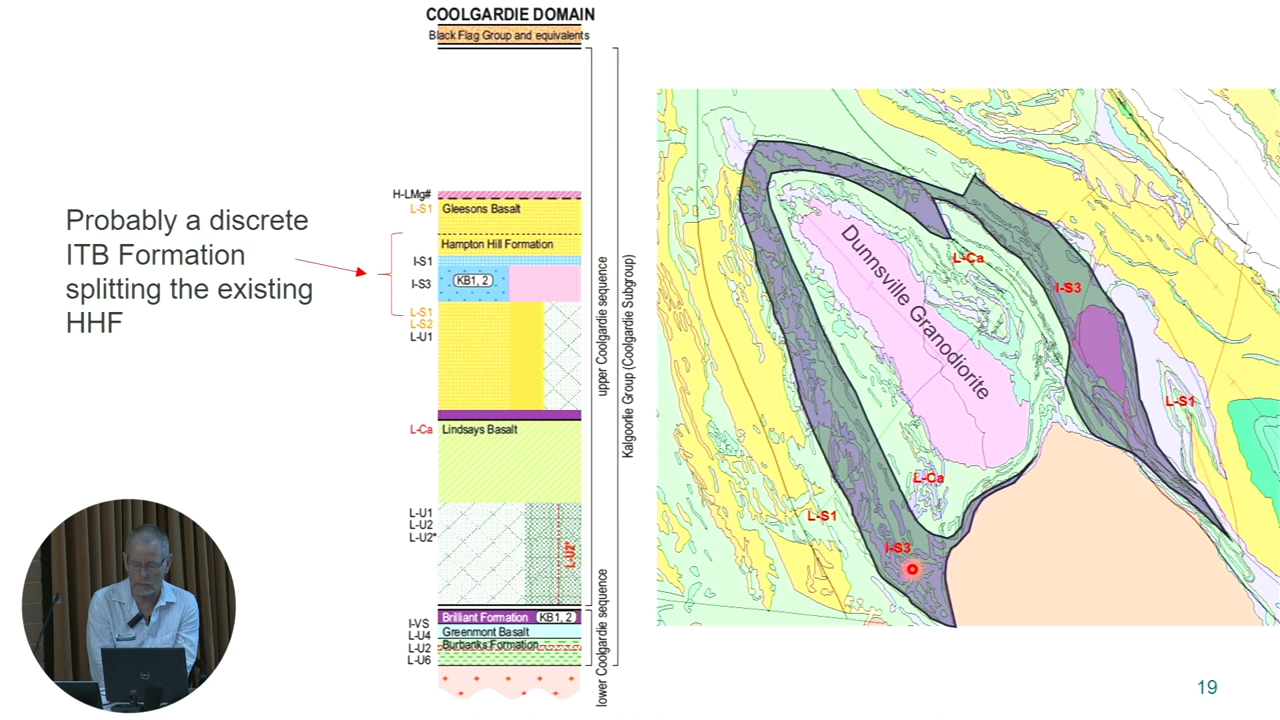 COOLGARDIE DOMAIN
Black Flag Group and equivalents
Probably a discrete
ITB Formation
splitting the existing
HHF
H-LMg#
L-S1
Gleesons Basalt
Hampton Hill Formation
I-S1
I-S3
KB1, 2
L-S1
L-S2
L-U1
L-Ca
Lindsays Basalt
L-U1
L-U2
L-U2*
L-U2*
Brilliant Formation
KB1, 2
I-VS
L-U4
Greenmont Basalt
L-U2
Burbanks Formation
L-U6
upper Coolgardie sequence
lower Coolgardie sequence
Kalgoorlie Group (Coolgardie Subgroup)
Dunnsville Granodiorite
L-Ca
I-S3
L-S1
L-Ca
L-S1
I-S3
19